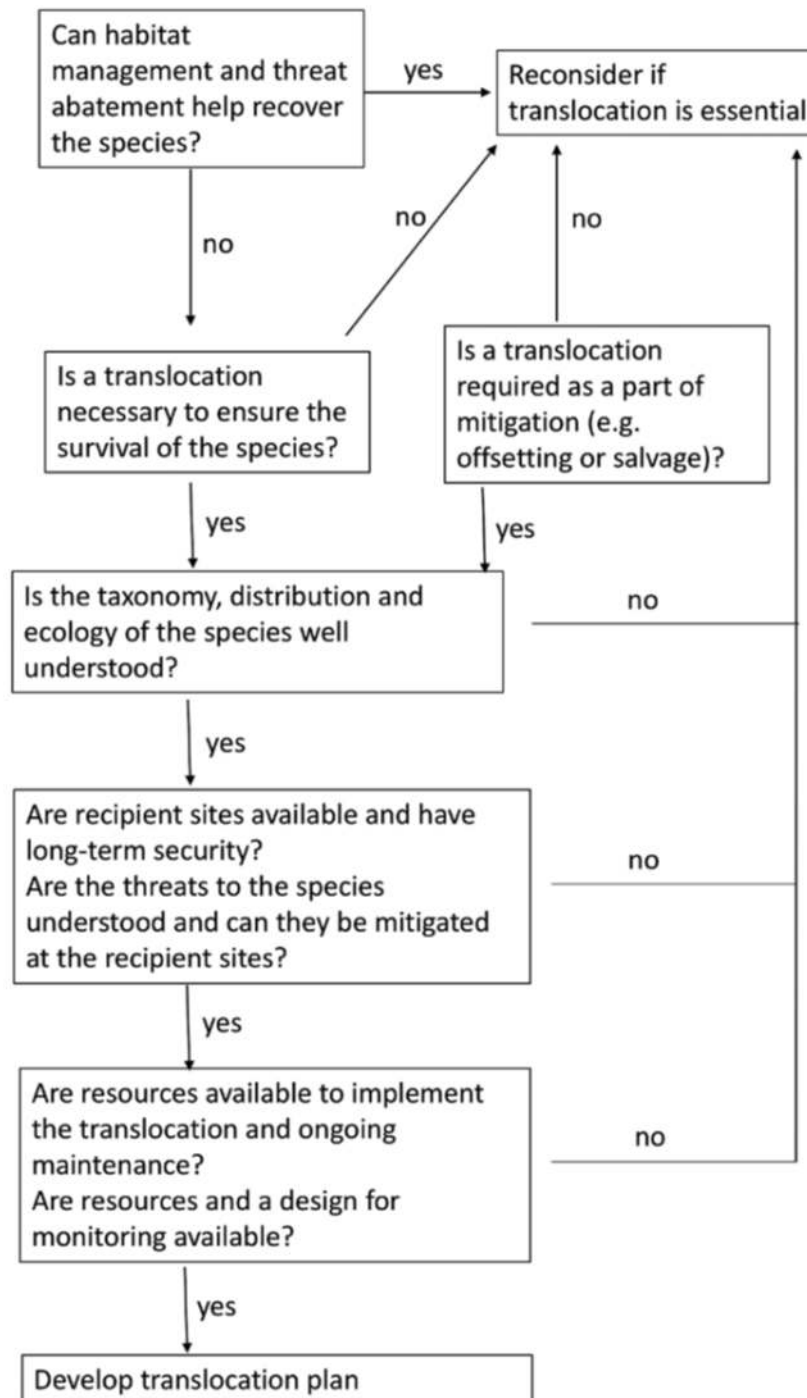 Can habitat
management and threat
abatement help recover
the species?
yes
Reconsider if
translocation is essential
no
no
no
Is a translocation
necessary to ensure the
survival of the species?
Is a translocation
required as a part of
mitigation (e.g.
offsetting or salvage)?
yes
yes
Is the taxonomy, distribution and
ecology of the species well
understood?
no
yes
Are recipient sites available and have
long-term security?
Are the threats to the species
understood and can they be mitigated
at the recipient sites?
no
yes
Are resources available to implement
the translocation and ongoing
maintenance?
Are resources and a design for
monitoring available?
no
yes
Develop translocation plan